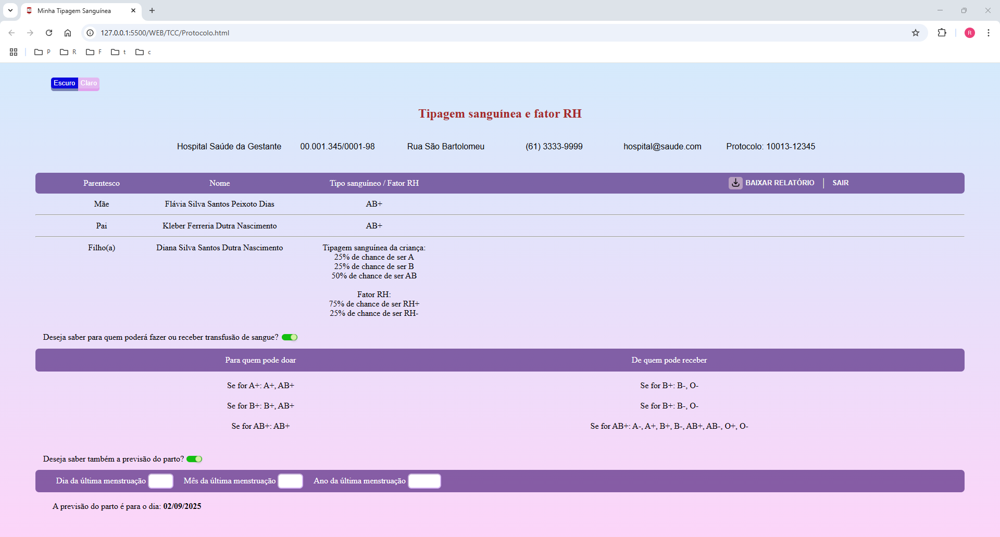 Minha Tipagem Sanguínea
127.0.0.1:5500/WEB/TCC/Protocolo.html
R
P R F t c
Escuro Claro
Tipagem sanguínea e fator RH
Hospital Saúde da Gestante 00.001.345/0001-98 Rua São Bartolomeu (61) 3333-9999 hospital@saude.com Protocolo: 10013-12345
Parentesco Nome Tipo sanguíneo / Fator RH BAIXAR RELATÓRIO SAIR
Mãe Flávia Silva Santos Peixoto Dias AB+
Pai Kleber Ferreria Dutra Nascimento AB+
Filho(a) Diana Silva Santos Dutra Nascimento Tipagem sanguínea da criança:
25% de chance de ser A
25% de chance de ser B
50% de chance de ser AB
Fator RH:
75% de chance de ser RH+
25% de chance de ser RH-
Deseja saber para quem poderá fazer ou receber transfusão de sangue?
Para quem pode doar De quem pode receber
Se for A+: A+, AB+ Se for B+: B-, O-
Se for B+: B+, AB+ Se for B+: B-, O-
Se for AB+: AB+ Se for AB+: A-, A+, B+, B-, AB+, AB-, O+, O-
Deseja saber também a previsão do parto?
Dia da última menstruação Mês da última menstruação Ano da última menstruação
A previsão do parto é para o dia: 02/09/2025